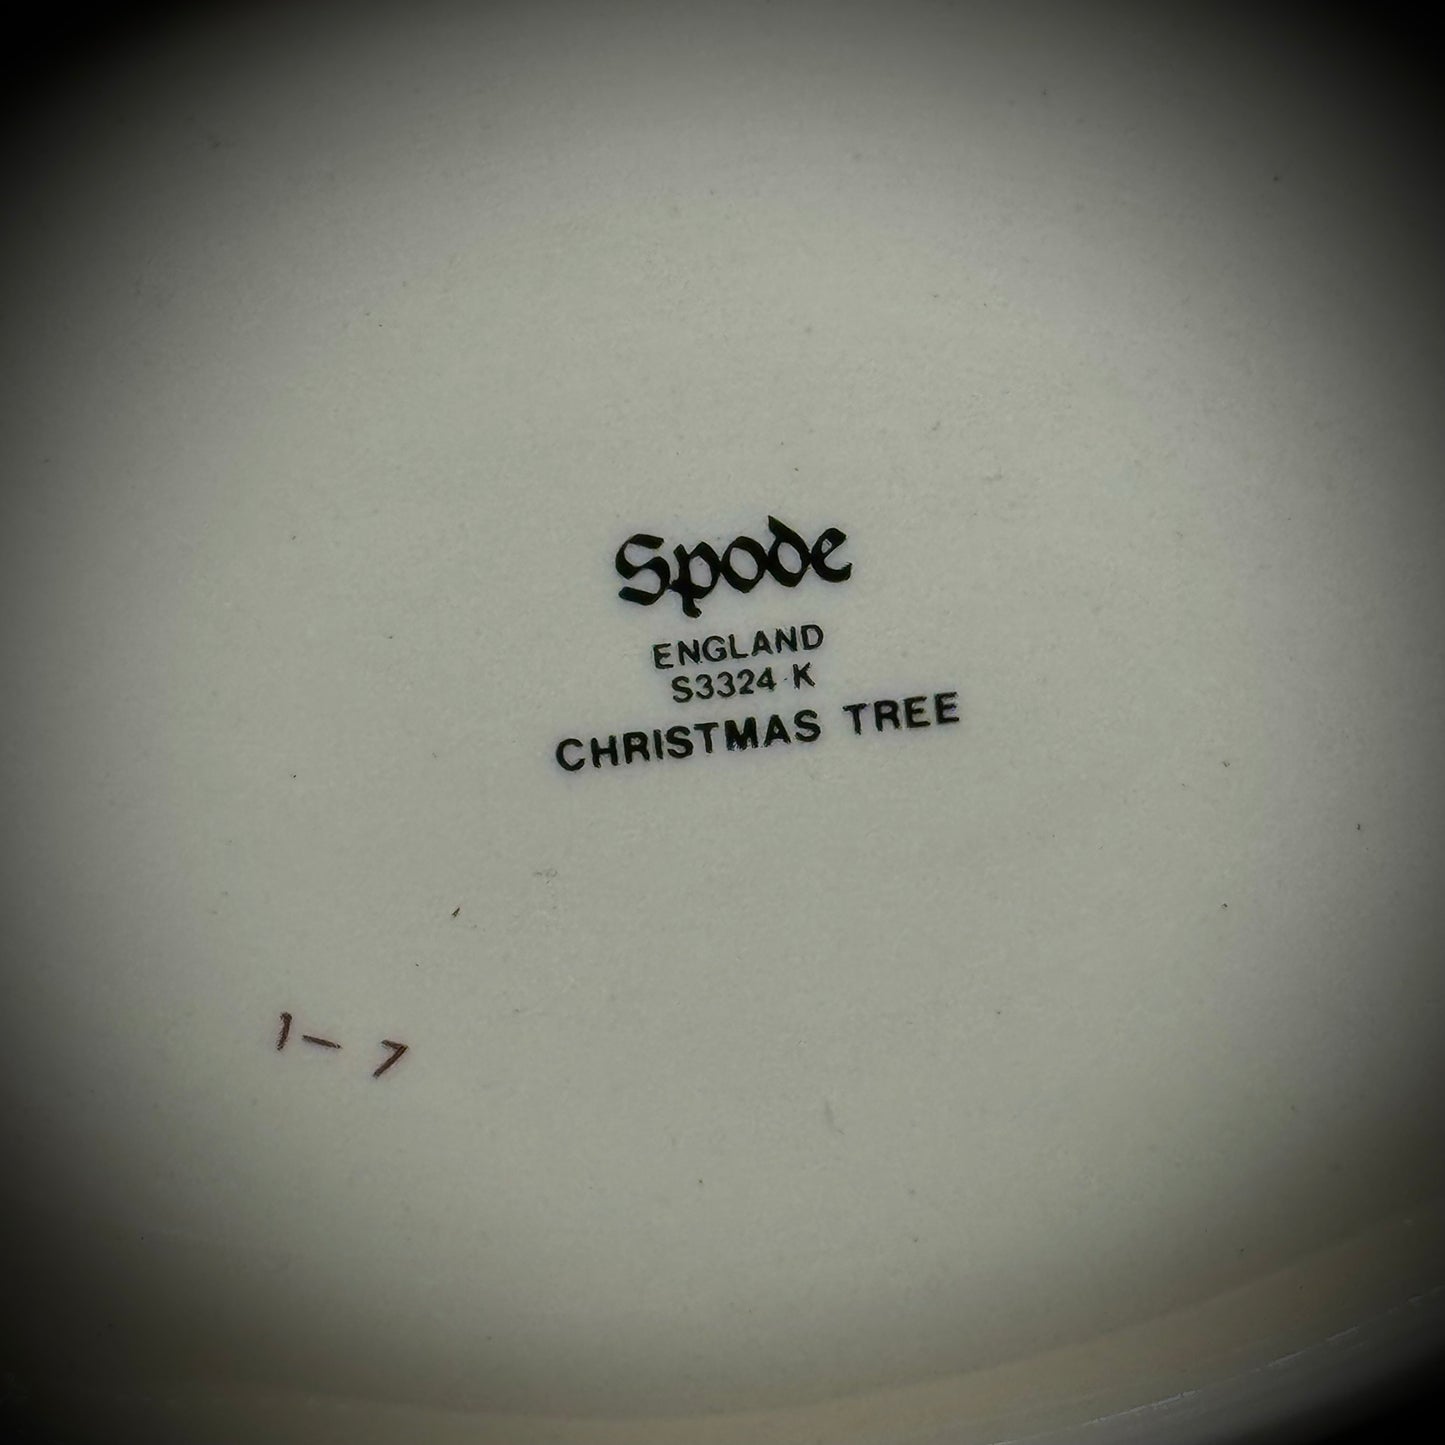 Spode
ENGLAND
S3324 K
CHRISTMAS TREE
1 – 7